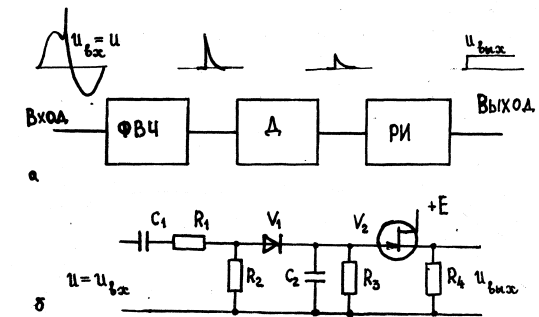 u_вх = u
u_вых
Вход
ФВЧ
Д
РИ
Выход
а
C₁ R₁ V₁ V₂ +E
u = u_вх R₂ C₂ R₃ R₄ u_вых
б